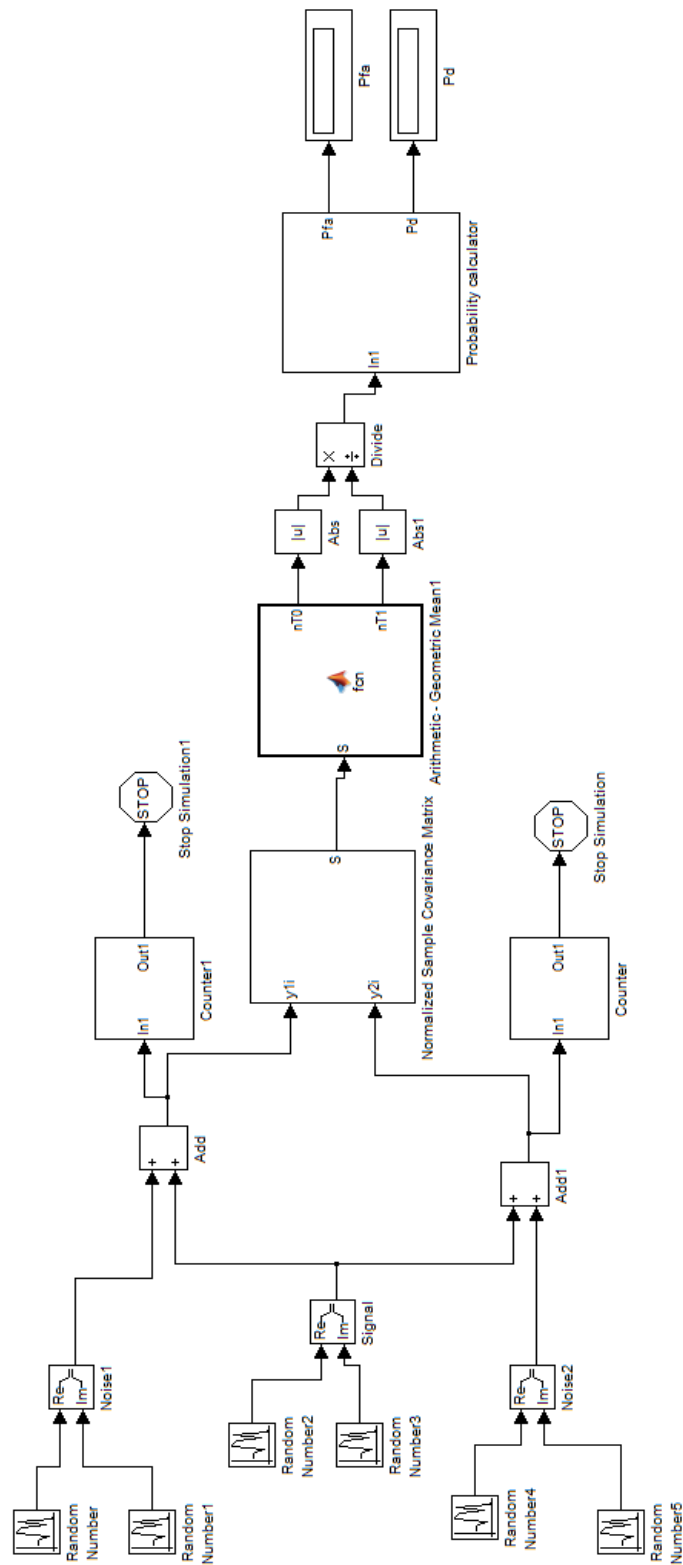 Random
Number
Random
Number1
Re
Im
Noise1
Random
Number2
Random
Number3
Re
Im
Signal
Random
Number4
Random
Number5
Re
Im
Noise2
+
+
Add
+
+
Add1
In1
Out1
Counter1
STOP
Stop Simulation1
y1i
y2i
S
Normalized Sample Covariance Matrix
In1
Out1
Counter
STOP
Stop Simulation
S
fcn
nT0
nT1
Arithmetic - Geometric Mean1
|u|
Abs
|u|
Abs1
×
÷
Divide
In1
Pfa
Pd
Probability calculator
Pfa
Pd